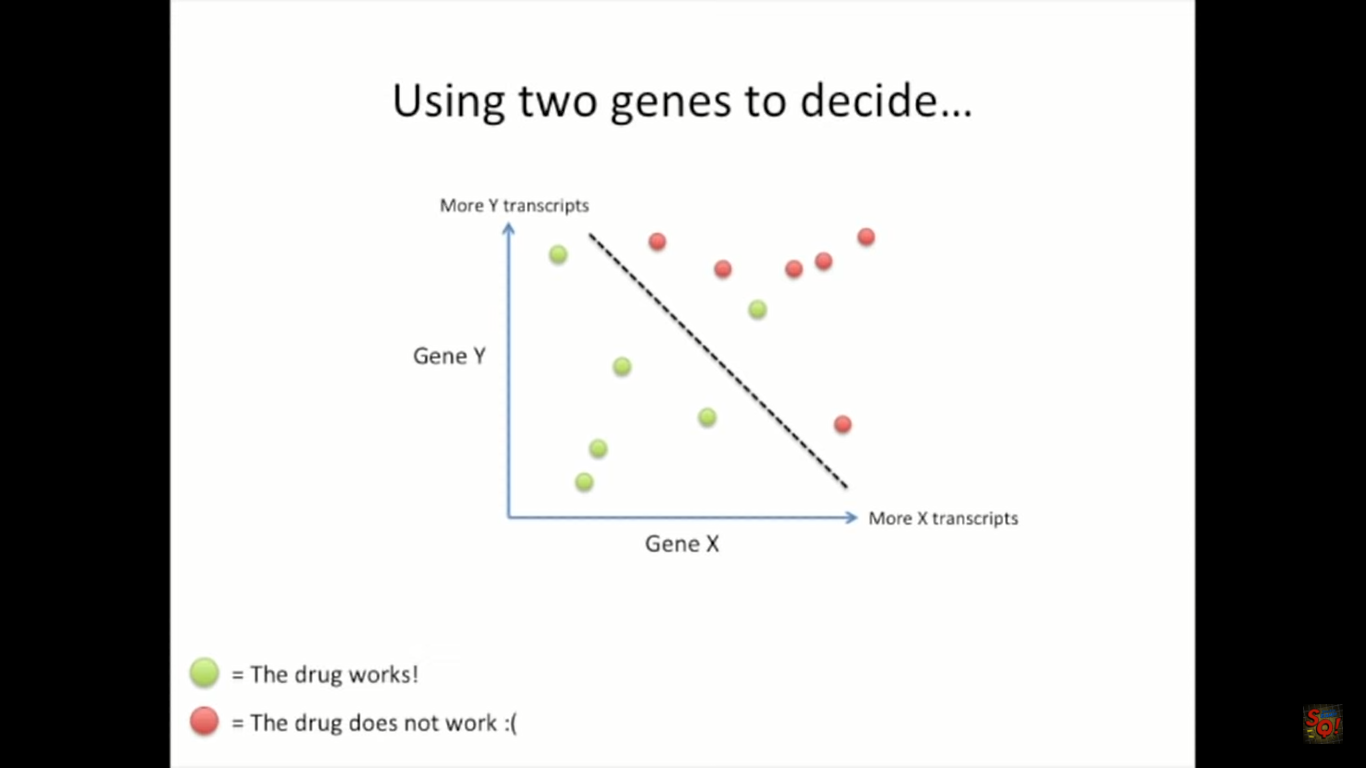 Using two genes to decide...
More Y transcripts
Gene Y
More X transcripts
Gene X
= The drug works!
= The drug does not work :(
SQ!